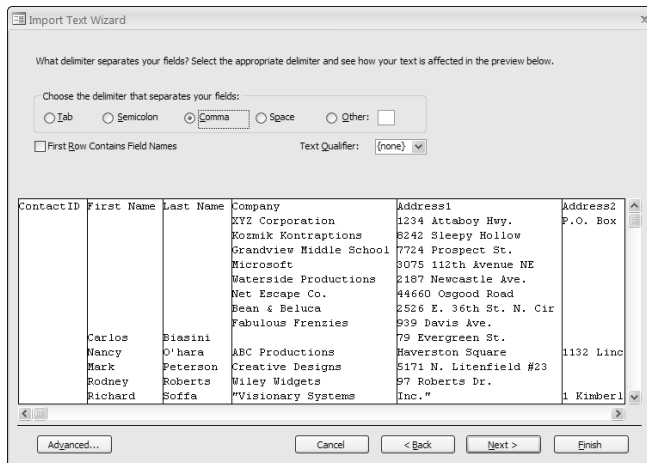 Import Text Wizard
What delimiter separates your fields? Select the appropriate delimiter and see how your text is affected in the preview below.
Choose the delimiter that separates your fields:
Tab Semicolon Comma Space Other:
First Row Contains Field Names Text Qualifier: {none}
ContactID First Name Last Name Company Address1 Address2
XYZ Corporation 1234 Attaboy Hwy. P.O. Box
Kozmik Kontraptions 8242 Sleepy Hollow
Grandview Middle School 7724 Prospect St.
Microsoft 3075 112th Avenue NE
Waterside Productions 2187 Newcastle Ave.
Net Escape Co. 44660 Osgood Road
Bean & Beluca 2526 E. 36th St. N. Cir
Fabulous Frenzies 939 Davis Ave.
Carlos Biasini 79 Evergreen St.
Nancy O'hara ABC Productions Haverston Square 1132 Linc
Mark Peterson Creative Designs 5171 N. Litenfield #23
Rodney Roberts Wiley Widgets 97 Roberts Dr.
Richard Soffa "Visionary Systems Inc." 1 Kimberl
Advanced... Cancel < Back Next > Finish